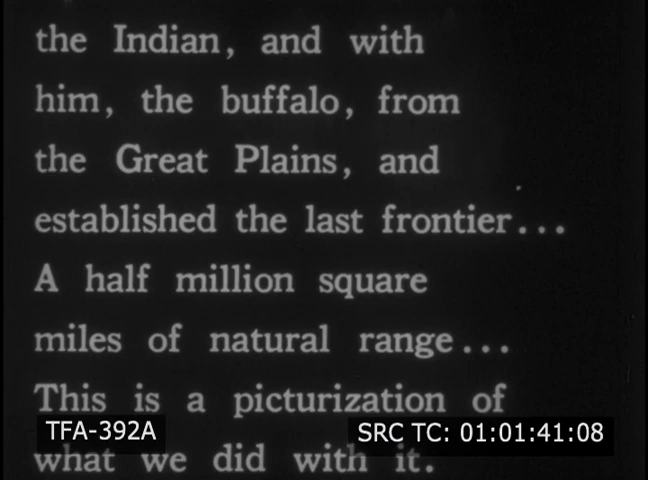 the Indian, and with
him, the buffalo, from
the Great Plains, and
established the last frontier...
A half million square
miles of natural range...
This is a picturization of
TFA-392A
SRC TC: 01:01:41:08
what we did with it.